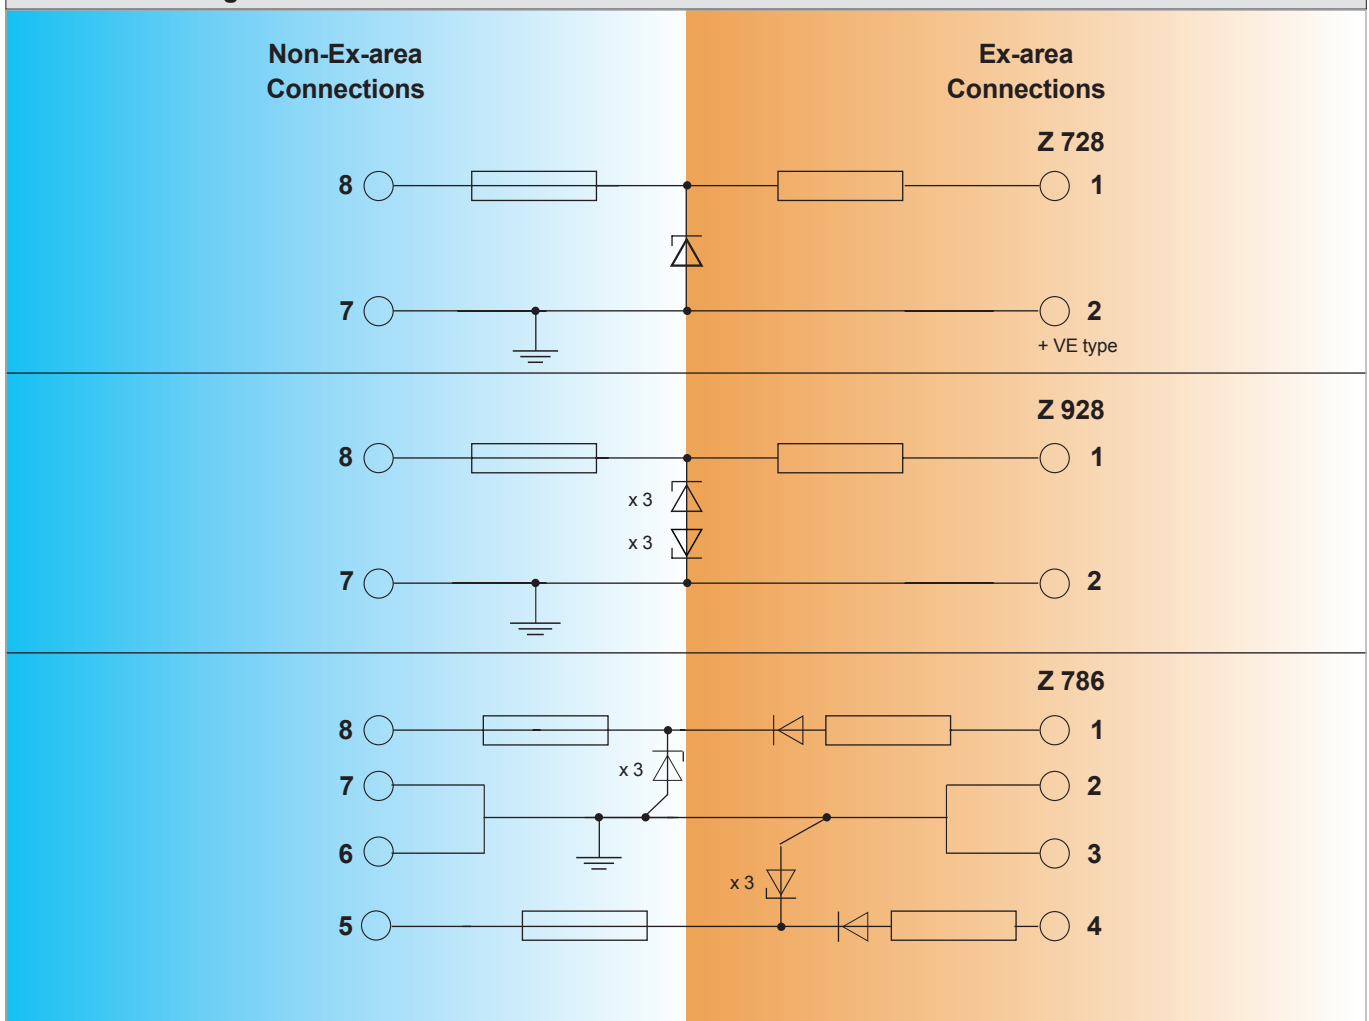 Non-Ex-area
Connections
Ex-area
Connections
Z 728
8
1
7
2
+ VE type
Z 928
8
1
x 3
x 3
7
2
Z 786
8
1
x 3
7
2
6
3
x 3
5
4